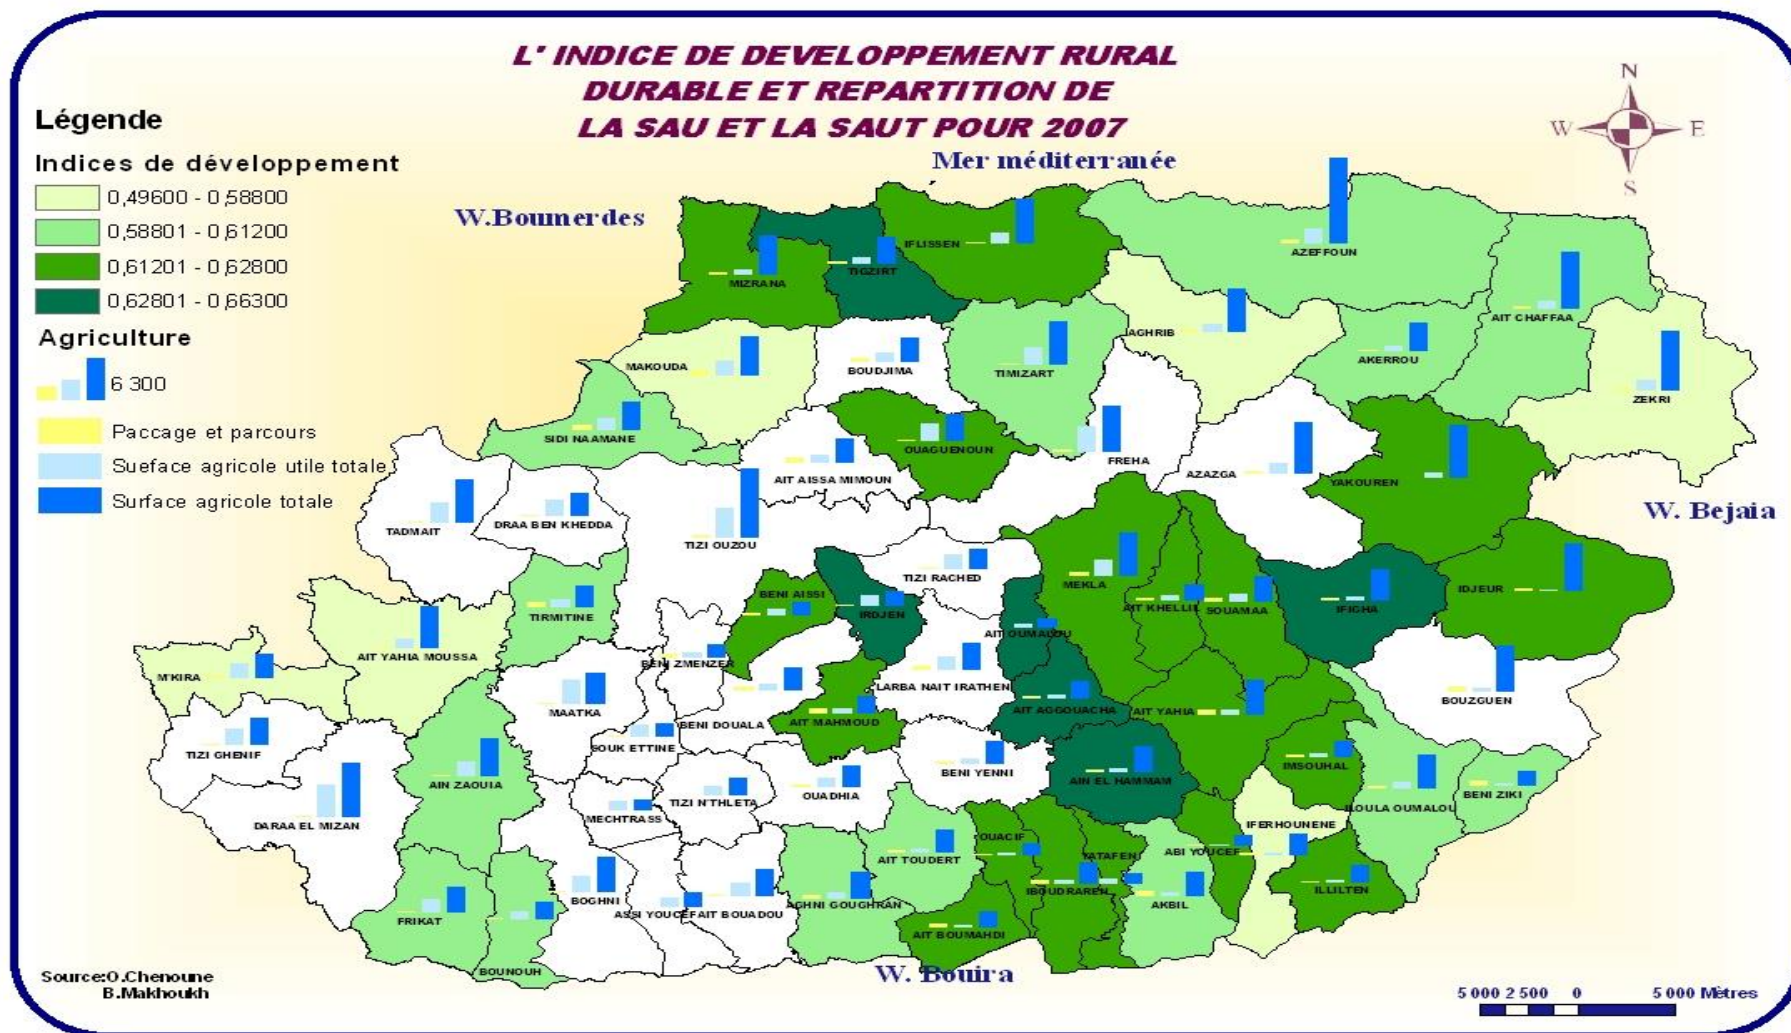 L' INDICE DE DEVELOPPEMENT RURAL
DURABLE ET REPARTITION DE
LA SAU ET LA SAUT POUR 2007
N
W
E
S
Légende
Indices de développement
0,49600 - 0,58800
0,58801 - 0,61200
0,61201 - 0,62800
0,62801 - 0,66300
Agriculture
6 300
Paccage et parcours
Sueface agricole utile totale
Surface agricole totale
Mer méditerranée
W.Boumerdes
W. Bejaia
W. Bouira
IFLISSEN
AZEFFOUN
TIGZIRT
MIZRANA
AIT CHAFFAA
AGHRIB
AKERROU
MAKOUDA
BOUDJIMA
TIMIZART
ZEKRI
SIDI NAAMANE
OUAGUENOUN
FREHA
AZAZGA
YAKOUREN
AIT AISSA MIMOUN
TADMAIT
DRAA BEN KHEDDA
TIZI OUZOU
TIZI RACHED
MEKLA
AIT KHELLIL
SOUAMAA
IFIGHA
IDJEUR
BENI AISSI
IRDJEN
TIRMITINE
AIT OUMALOU
AIT YAHIA MOUSSA
BENI ZMENZER
M'KIRA
LARBA NAIT IRATHEN
BOUZGUEN
MAATKA
AIT AGGOUACHA
AIT YAHIA
BENI DOUALA
AIT MAHMOUD
SOUK ETTINE
TIZI GHENIF
BENI YENNI
AIN EL HAMMAM
IMSOUHAL
AIN ZAOUIA
TIZI N'THLETA
OUADHIA
ILOULA OUMALOU
BENI ZIKI
MECHTRASS
DARAA EL MIZAN
IFERHOUNENE
OUACIF
ABI YOUCEF
AIT TOUDERT
IBOUDRAREN
ILLILTEN
BOGHNI
AKBIL
AGHNI GOUGHRAN
ASSI YOUCEF
AIT BOUADOU
FRIKAT
AIT BOUMAHDI
BOUNOUH
Source:O.Chenoune
B.Makhoukh
5 000 2 500 0 5 000 Mètres